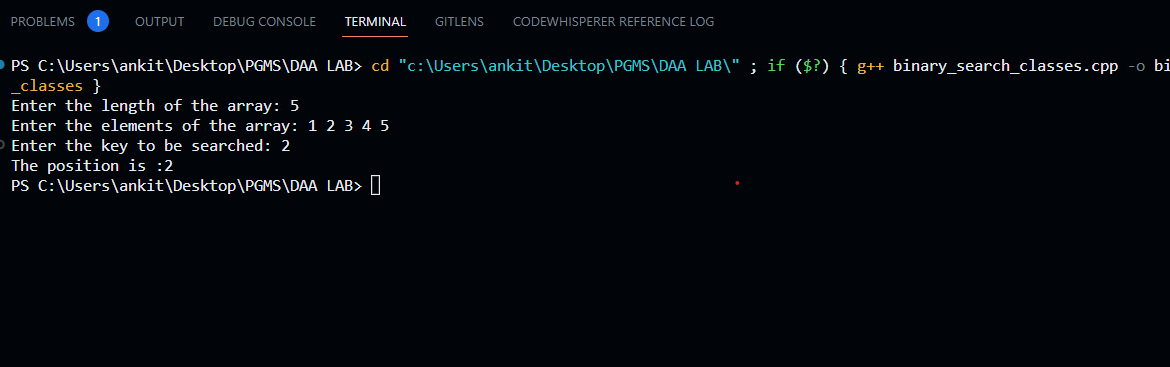 PROBLEMS 1 OUTPUT DEBUG CONSOLE TERMINAL GITLENS CODEWHISPERER REFERENCE LOG
PS C:\Users\ankit\Desktop\PGMS\DAA LAB> cd "c:\Users\ankit\Desktop\PGMS\DAA LAB\" ; if ($?) { g++ binary_search_classes.cpp -o bi
_classes }
Enter the length of the array: 5
Enter the elements of the array: 1 2 3 4 5
Enter the key to be searched: 2
The position is :2
PS C:\Users\ankit\Desktop\PGMS\DAA LAB>